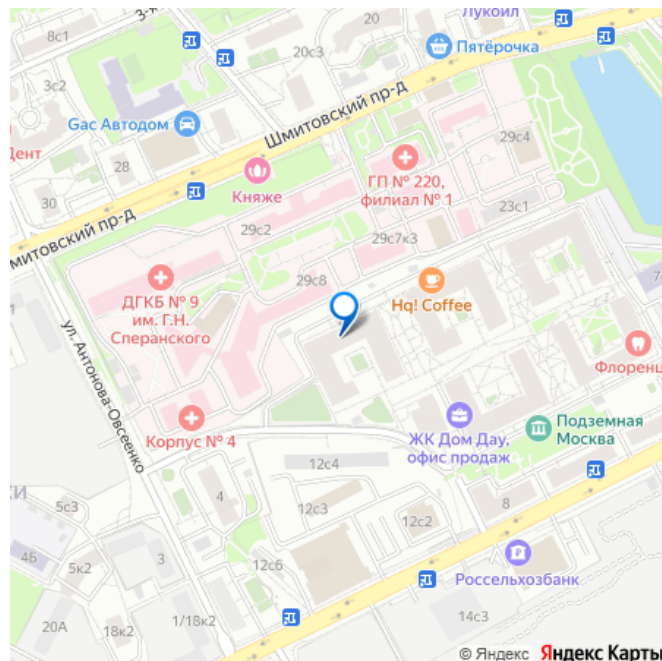 8с1
3-
20
Лукойл
20с3
Пятёрочка
3с2
Gac Автодом
Дент
Шмитовский пр-д
28
29с4
ГП № 220,
филиал № 1
Княже
30
23с1
митовский пр-д
29с2
29с7к3
29с8
7
ДГКБ № 9
им. Г.Н.
Сперанского
Hq! Coffee
ул. Антонова-Овсеенко
Флоренц
Корпус № 4
ЖК Дом Дау,
офис продаж
Подземная
Москва
12с4
КИ
4
5с3
12с3
8
12с2
4Б
5к2
3
12с6
Россельхозбанк
20А
18к2
1/18к2
14с3
© Яндекс Яндекс Карты